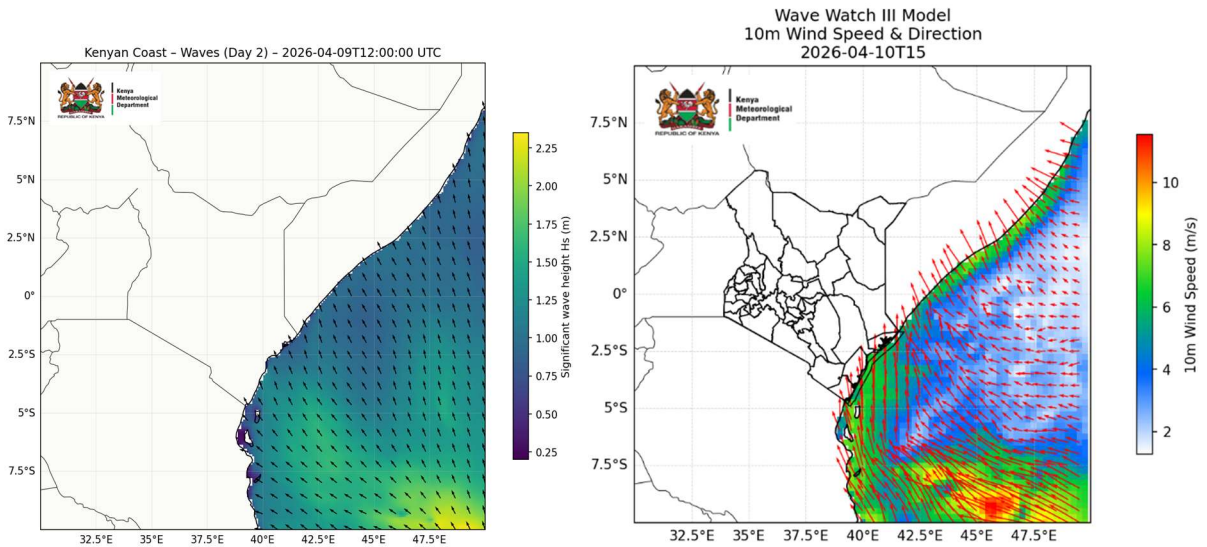 Kenyan Coast – Waves (Day 2) – 2026-04-09T12:00:00 UTC
REPUBLIC OF KENYA
Kenya
Meteorological
Department
7.5°N
5°N
2.5°N
0°
2.5°S
5°S
7.5°S
32.5°E
35°E
37.5°E
40°E
42.5°E
45°E
47.5°E
2.25
2.00
1.75
1.50
1.25
1.00
0.75
0.50
0.25
Significant wave height Hs (m)
Wave Watch III Model
10m Wind Speed & Direction
2026-04-10T15
REPUBLIC OF KENYA
Kenya
Meteorological
Department
7.5°N
5°N
2.5°N
0°
2.5°S
5°S
7.5°S
32.5°E
35°E
37.5°E
40°E
42.5°E
45°E
47.5°E
10
8
6
4
2
10m Wind Speed (m/s)